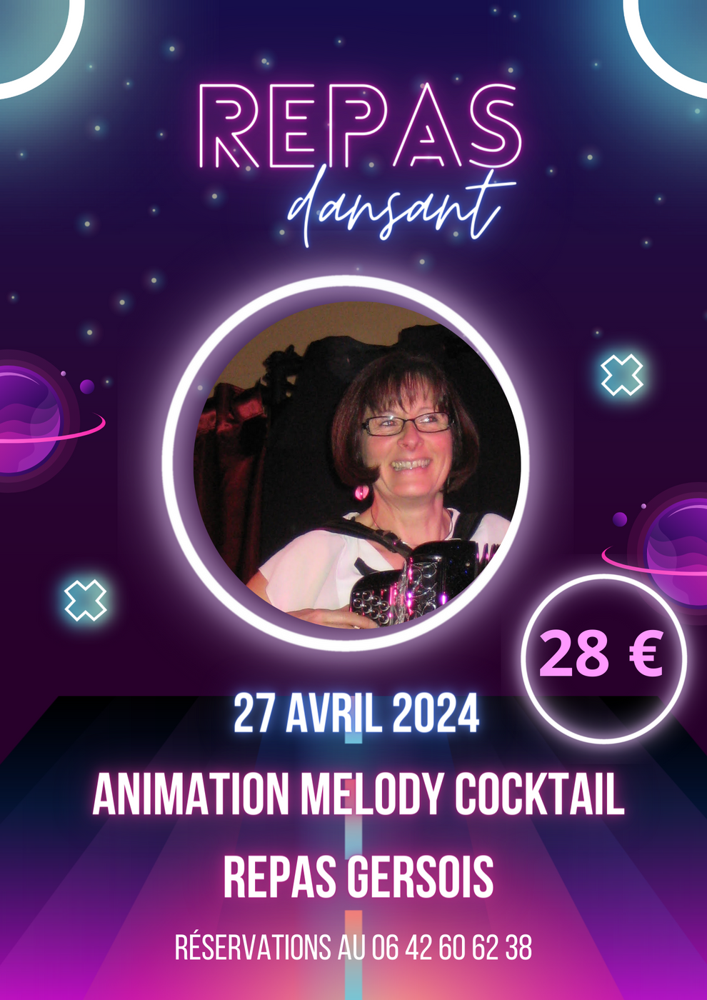 REPAS
dansant
28 €
27 AVRIL 2024
ANIMATION MELODY COCKTAIL
REPAS GERSOIS
RÉSERVATIONS AU 06 42 60 62 38